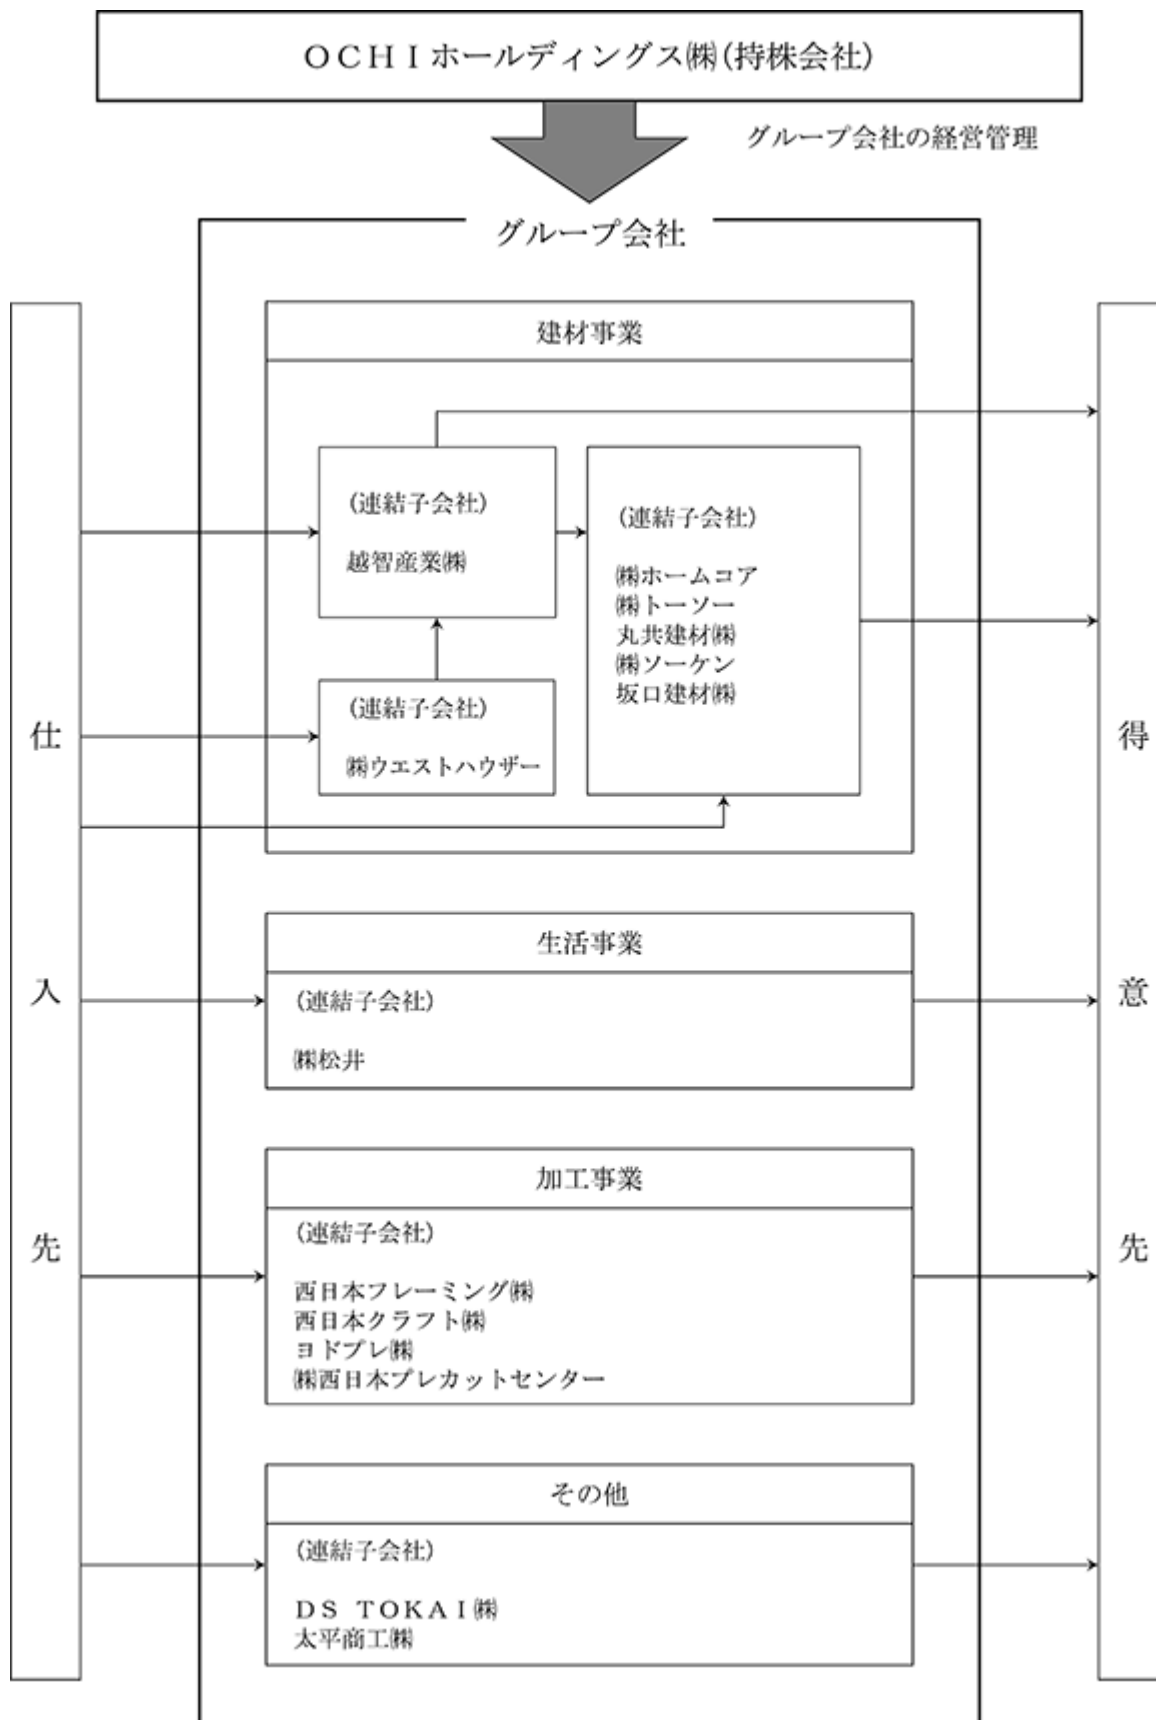 ＯＣＨＩホールディングス㈱(持株会社)
グループ会社の経営管理
グループ会社
建材事業
(連結子会社)
越智産業㈱
(連結子会社)
㈱ホームコア
㈱トーソー
丸共建材㈱
㈱ソーケン
坂口建材㈱
(連結子会社)
㈱ウエストハウザー
生活事業
(連結子会社)
㈱松井
加工事業
(連結子会社)
西日本フレーミング㈱
西日本クラフト㈱
ヨドプレ㈱
㈱西日本プレカットセンター
その他
(連結子会社)
ＤＳ ＴＯＫＡＩ㈱
太平商工㈱
仕入先
得意先